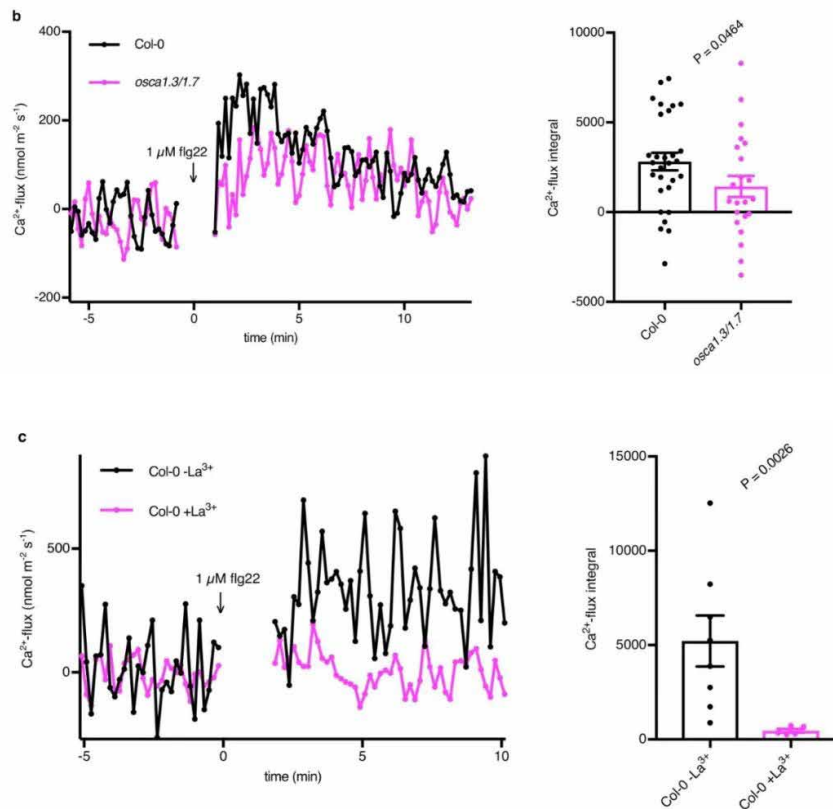 b
400
200
0
-200
Ca²⁺-flux (nmol m⁻² s⁻¹)
Col-0
osca1.3/1.7
1 µM flg22
-5
0
5
10
time (min)
10000
5000
0
-5000
Ca²⁺-flux integral
P = 0.0464
Col-0
osca1.3/1.7
c
500
0
Ca²⁺-flux (nmol m⁻² s⁻¹)
Col-0 -La³⁺
Col-0 +La³⁺
1 µM flg22
-5
0
5
10
time (min)
15000
10000
5000
0
Ca²⁺-flux integral
P = 0.0026
Col-0 -La³⁺
Col-0 +La³⁺